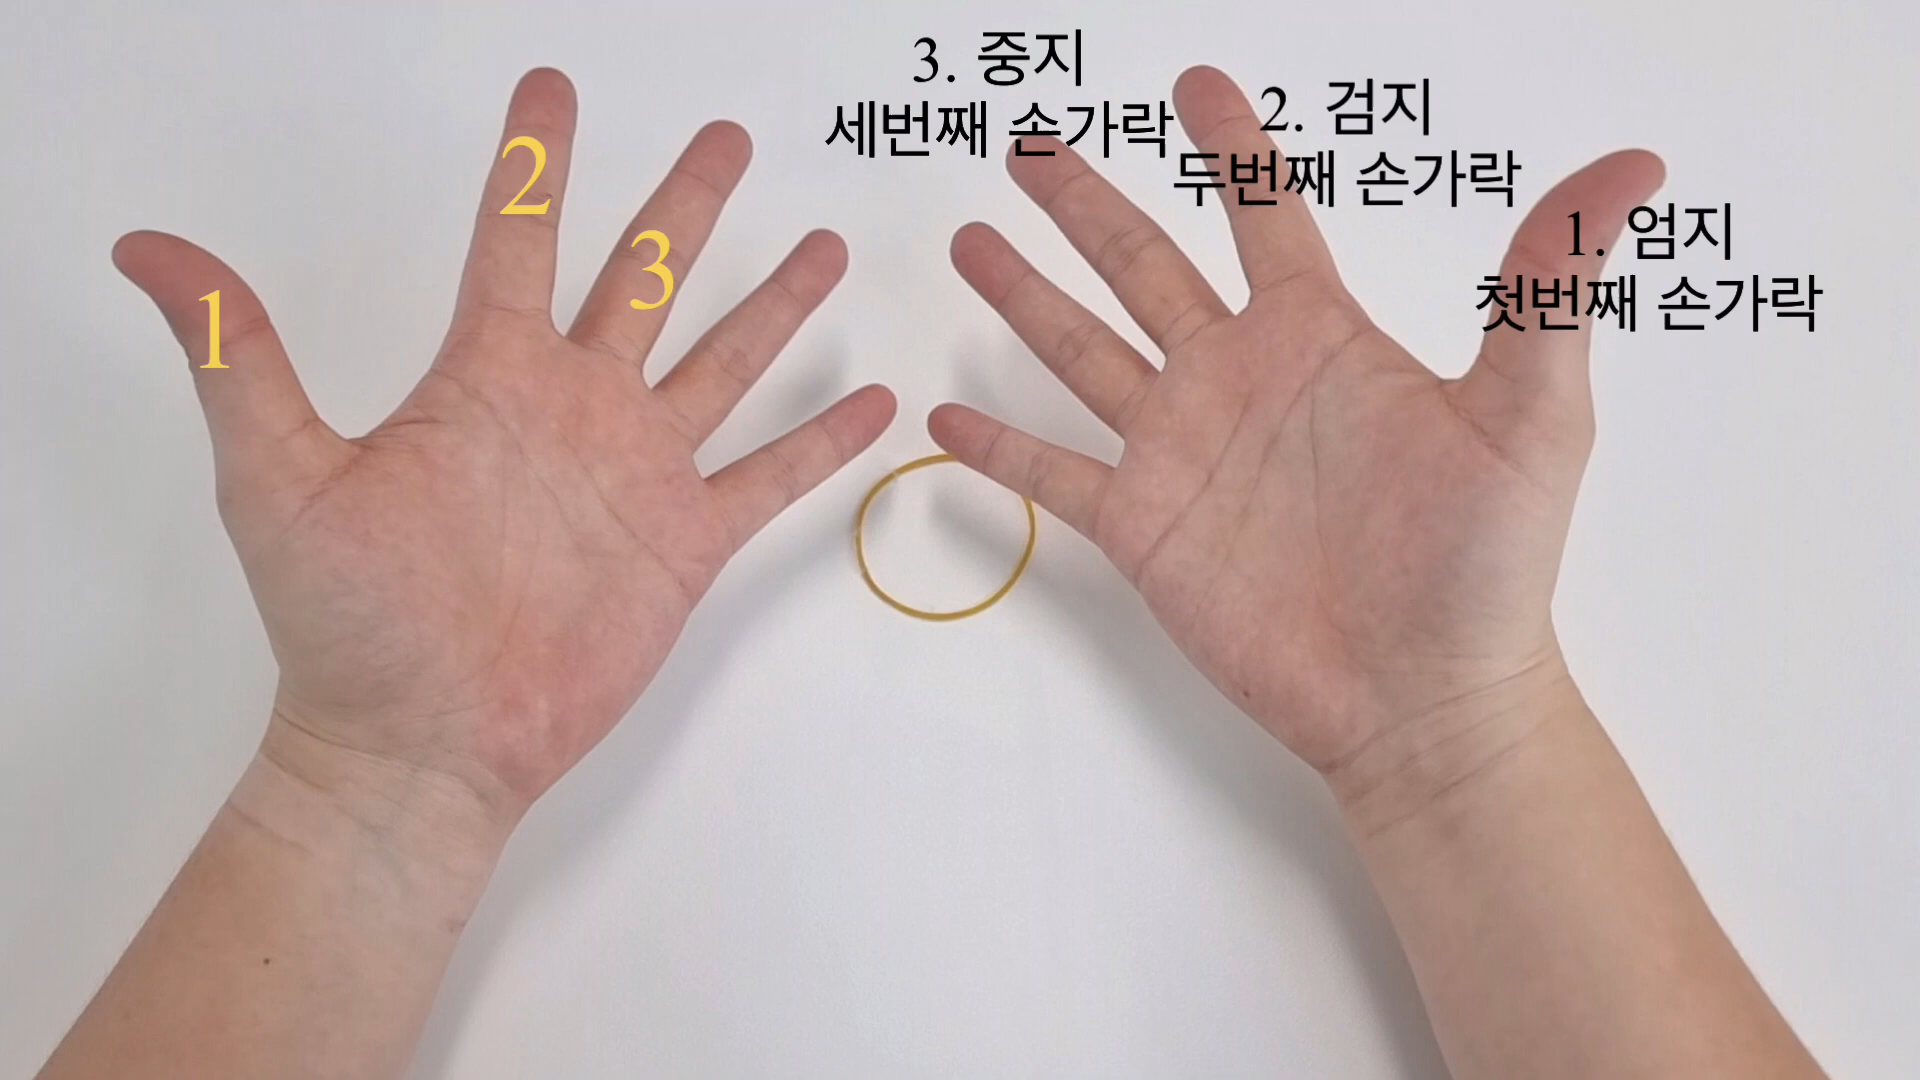 1
2
3
3. 중지
세번째 손가락
2. 검지
두번째 손가락
1. 엄지
첫번째 손가락